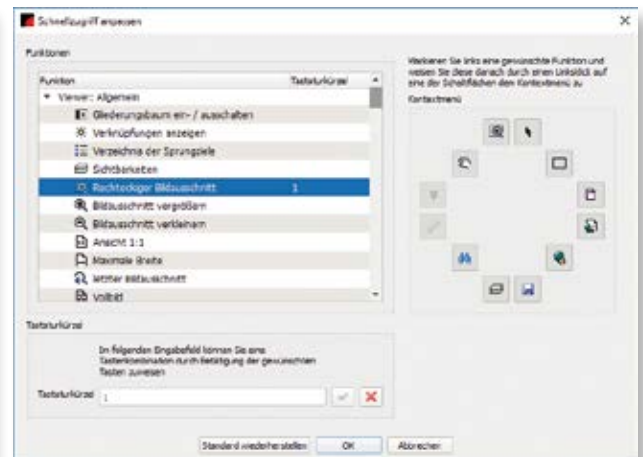 Schnellzugriff anpassen
Funktionen
Funktion Tastaturkürzel
Viewer: Allgemein
Gliederungsbaum ein- / ausschalten
Verknüpfungen anzeigen
Verzeichnis der Sprungziele
Sichtbarkeiten
Rechteckiger Bildausschnitt 1
Bildausschnitt vergrößern
Bildausschnitt verkleinern
Ansicht 1:1
Maximale Breite
letzter Bildausschnitt
Vollbild
Markieren Sie links eine gewünschte Funktion und
weisen Sie diese danach durch einen Linksklick auf
eine der Schaltflächen dem Kontextmenü zu
Kontextmenü
Tastaturkürzel
Im folgenden Eingabefeld können Sie eine
Tastenkombination durch Betätigung der gewünschten
Tasten zuweisen
Tastaturkürzel 1
Standard wiederherstellen OK Abbrechen